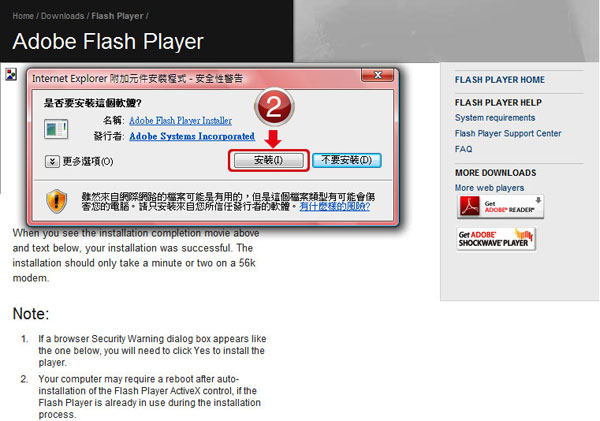 Home / Downloads / Flash Player /
Adobe Flash Player
Internet Explorer 附加元件安裝程式 - 安全性警告
是否要安裝這個軟體?
名稱: Adobe Flash Player Installer
發行者: Adobe Systems Incorporated
2
更多選項(O)
安裝(I)
不要安裝(D)
雖然來自網際網路的檔案可能是有用的，但是這個檔案類型有可能會傷
害您的電腦。請只安裝來自您所信任發行者的軟體。有什麼樣的風險?
When you see the installation completion movie above
and text below, your installation was successful. The
installation should only take a minute or two on a 56k
modem.
Note:
1. If a browser Security Warning dialog box appears like
the one below, you will need to click Yes to install the
player.
2. Your computer may require a reboot after auto-
installation of the Flash Player ActiveX control, if the
Flash Player is already in use during the installation
process.
FLASH PLAYER HOME
FLASH PLAYER HELP
System requirements
Flash Player Support Center
FAQ
MORE DOWNLOADS
More web players
Get
ADOBE® READER®
Get ADOBE®
SHOCKWAVE® PLAYER